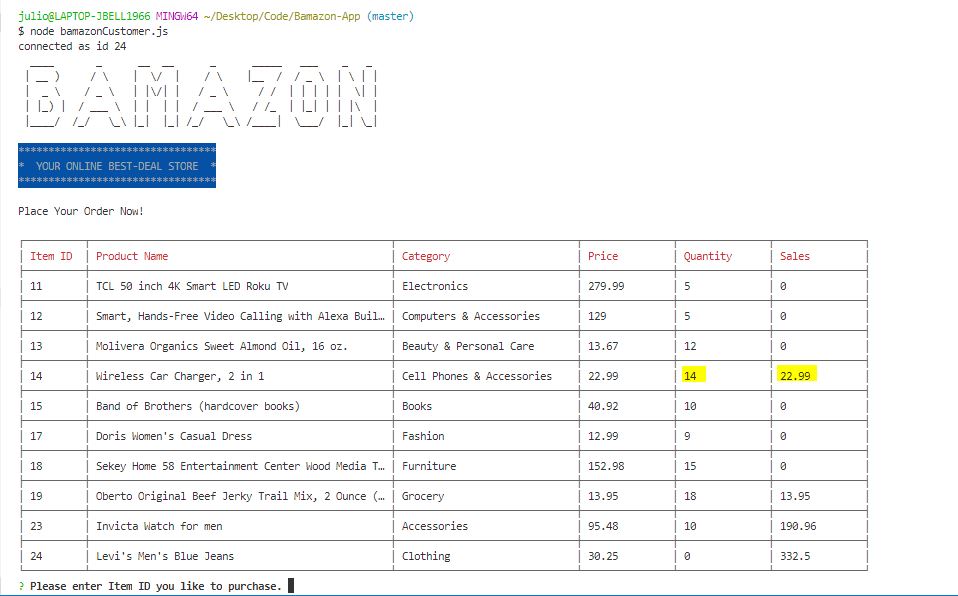 julio@LAPTOP-JBELL1966 MINGW64 ~/Desktop/Code/Bamazon-App (master)
$ node bamazonCustomer.js
connected as id 24
BAMAZON
*********************************
* YOUR ONLINE BEST-DEAL STORE *
*********************************
Place Your Order Now!
Item ID Product Name Category Price Quantity Sales
11 TCL 50 inch 4K Smart LED Roku TV Electronics 279.99 5 0
12 Smart, Hands-Free Video Calling with Alexa Buil… Computers & Accessories 129 5 0
13 Molivera Organics Sweet Almond Oil, 16 oz. Beauty & Personal Care 13.67 12 0
14 Wireless Car Charger, 2 in 1 Cell Phones & Accessories 22.99 14 22.99
15 Band of Brothers (hardcover books) Books 40.92 10 0
17 Doris Women's Casual Dress Fashion 12.99 9 0
18 Sekey Home 58 Entertainment Center Wood Media T… Furniture 152.98 15 0
19 Oberto Original Beef Jerky Trail Mix, 2 Ounce (… Grocery 13.95 18 13.95
23 Invicta Watch for men Accessories 95.48 10 190.96
24 Levi's Men's Blue Jeans Clothing 30.25 0 332.5
? Please enter Item ID you like to purchase.